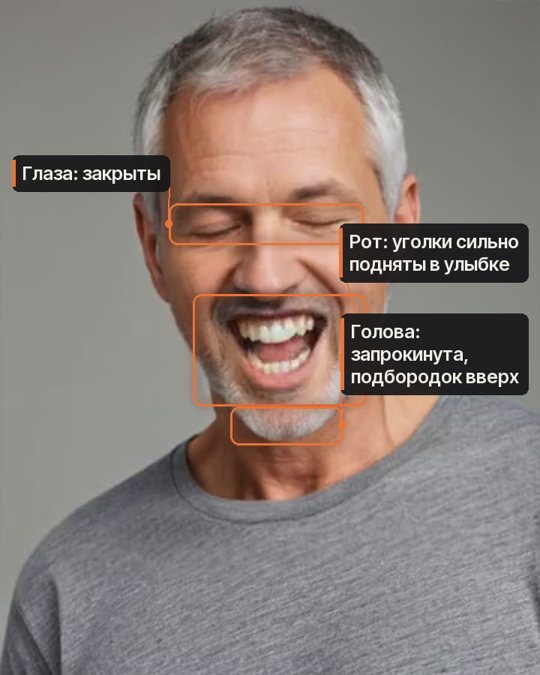 Глаза: закрыты
Рот: уголки сильно
подняты в улыбке
Голова:
запрокинута,
подбородок вверх